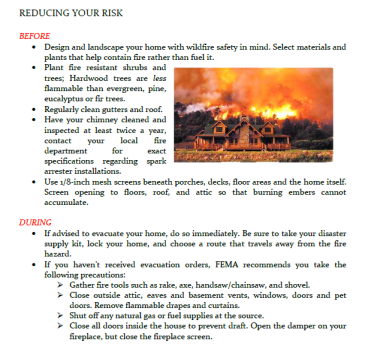 REDUCING YOUR RISK
BEFORE
• Design and landscape your home with wildfire safety in mind. Select materials and
plants that help contain fire rather than fuel it.
• Plant fire resistant shrubs and
trees; Hardwood trees are less
flammable than evergreen, pine,
eucalyptus or fir trees.
• Regularly clean gutters and roof.
• Have your chimney cleaned and
inspected at least twice a year,
contact your local fire
department for exact
specifications regarding spark
arrester installations.
• Use 1/8-inch mesh screens beneath porches, decks, floor areas and the home itself.
Screen opening to floors, roof, and attic so that burning embers cannot
accumulate.
DURING
• If advised to evacuate your home, do so immediately. Be sure to take your disaster
supply kit, lock your home, and choose a route that travels away from the fire
hazard.
• If you haven't received evacuation orders, FEMA recommends you take the
following precautions:
➢ Gather fire tools such as rake, axe, handsaw/chainsaw, and shovel.
➢ Close outside attic, eaves and basement vents, windows, doors and pet
doors. Remove flammable drapes and curtains.
➢ Shut off any natural gas or fuel supplies at the source.
➢ Close all doors inside the house to prevent draft. Open the damper on your
fireplace, but close the fireplace screen.